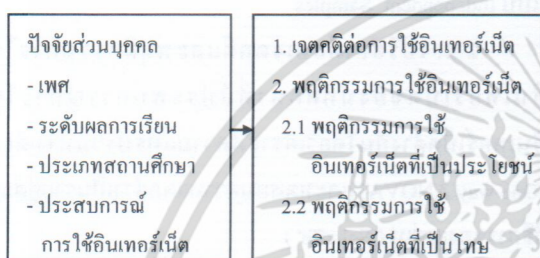 ปัจจัยส่วนบุคคล
- เพศ
- ระดับผลการเรียน
- ประเภทสถานศึกษา
- ประสบการณ์
การใช้อินเทอร์เน็ต
1. เจตคติต่อการใช้อินเทอร์เน็ต
2. พฤติกรรมการใช้อินเทอร์เน็ต
2.1 พฤติกรรมการใช้
อินเทอร์เน็ตที่เป็นประโยชน์
2.2 พฤติกรรมการใช้
อินเทอร์เน็ตที่เป็นโทษ